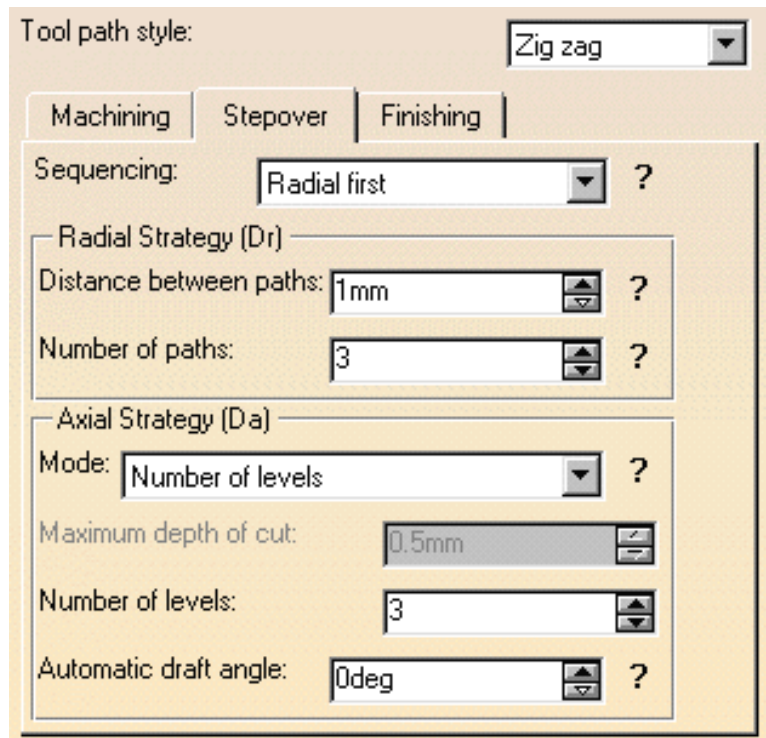 Tool path style: Zig zag
Machining Stepover Finishing
Sequencing: Radial first ?
Radial Strategy (Dr)
Distance between paths: 1mm ?
Number of paths: 3 ?
Axial Strategy (Da)
Mode: Number of levels ?
Maximum depth of cut: 0.5mm
Number of levels: 3
Automatic draft angle: 0deg ?